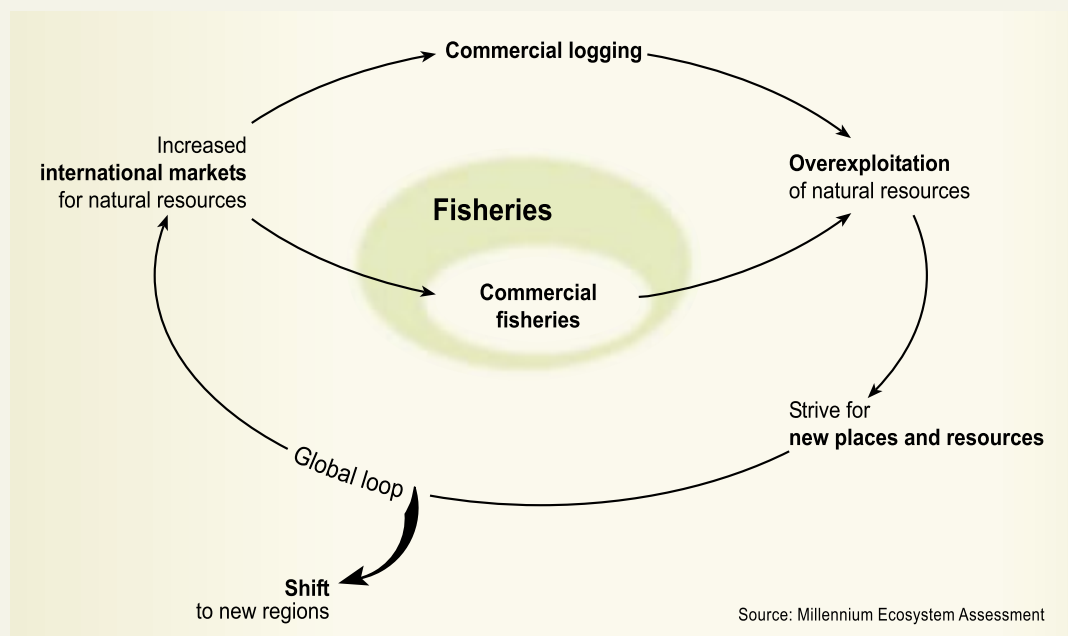 Commercial logging
Increased
international markets
for natural resources
Overexploitation
of natural resources
Fisheries
Commercial
fisheries
Strive for
new places and resources
Global loop
Shift
to new regions
Source: Millennium Ecosystem Assessment